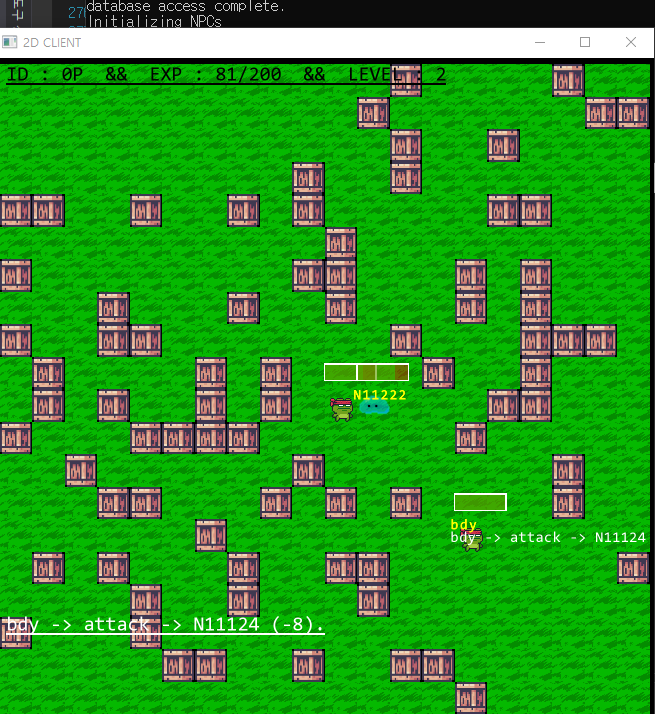 database access complete.
Initializing NPCs
2D CLIENT
ID : 0P  &&  EXP : 81/200  &&  LEVEL : 2
N11222
bdy
bdy -> attack -> N11124
bdy -> attack -> N11124 (-8).